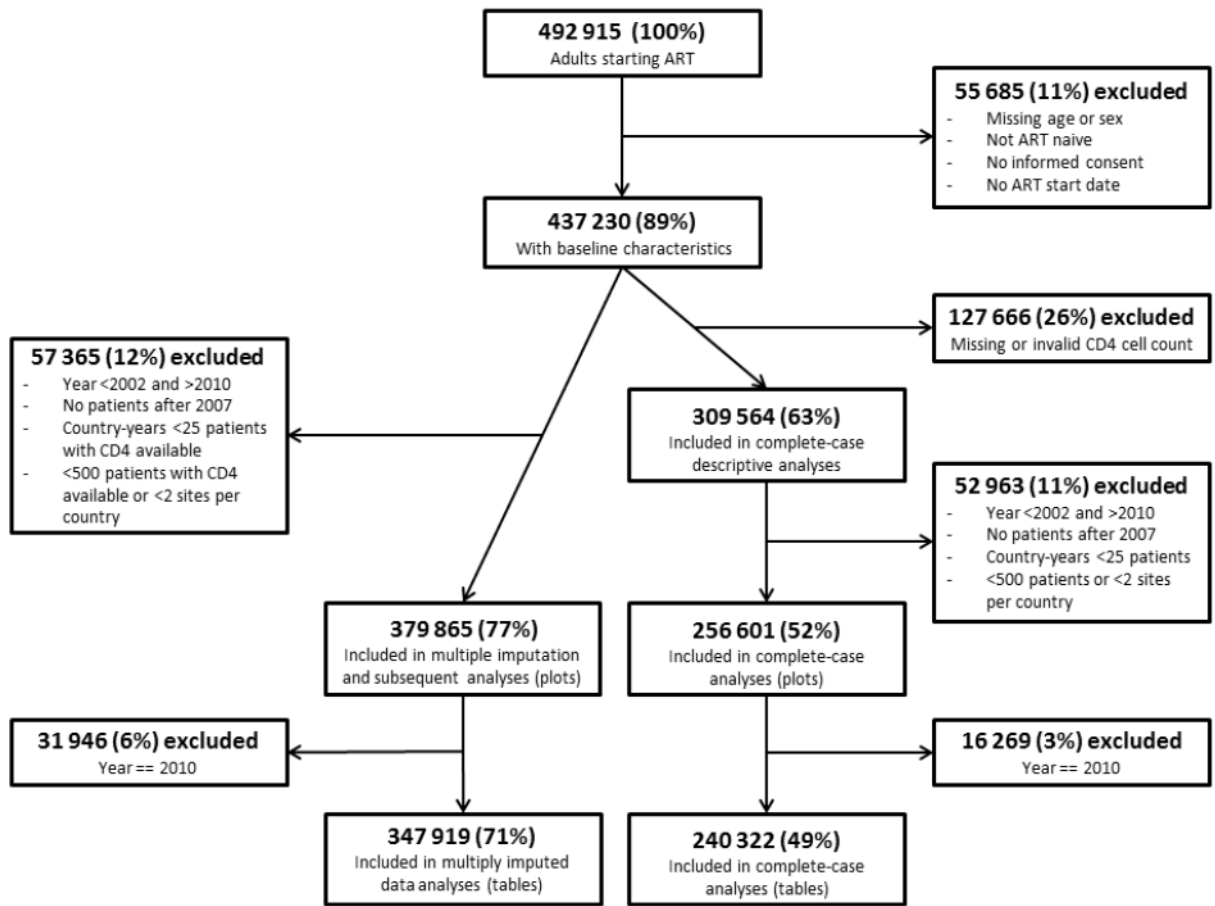 492 915 (100%)
Adults starting ART
55 685 (11%) excluded
- Missing age or sex
- Not ART naive
- No informed consent
- No ART start date
437 230 (89%)
With baseline characteristics
127 666 (26%) excluded
Missing or invalid CD4 cell count
57 365 (12%) excluded
- Year <2002 and >2010
- No patients after 2007
- Country-years <25 patients
with CD4 available
- <500 patients with CD4
available or <2 sites per
country
309 564 (63%)
Included in complete-case
descriptive analyses
52 963 (11%) excluded
- Year <2002 and >2010
- No patients after 2007
- Country-years <25 patients
- <500 patients or <2 sites
per country
379 865 (77%)
Included in multiple imputation
and subsequent analyses (plots)
256 601 (52%)
Included in complete-case
analyses (plots)
31 946 (6%) excluded
Year == 2010
16 269 (3%) excluded
Year == 2010
347 919 (71%)
Included in multiply imputed
data analyses (tables)
240 322 (49%)
Included in complete-case
analyses (tables)